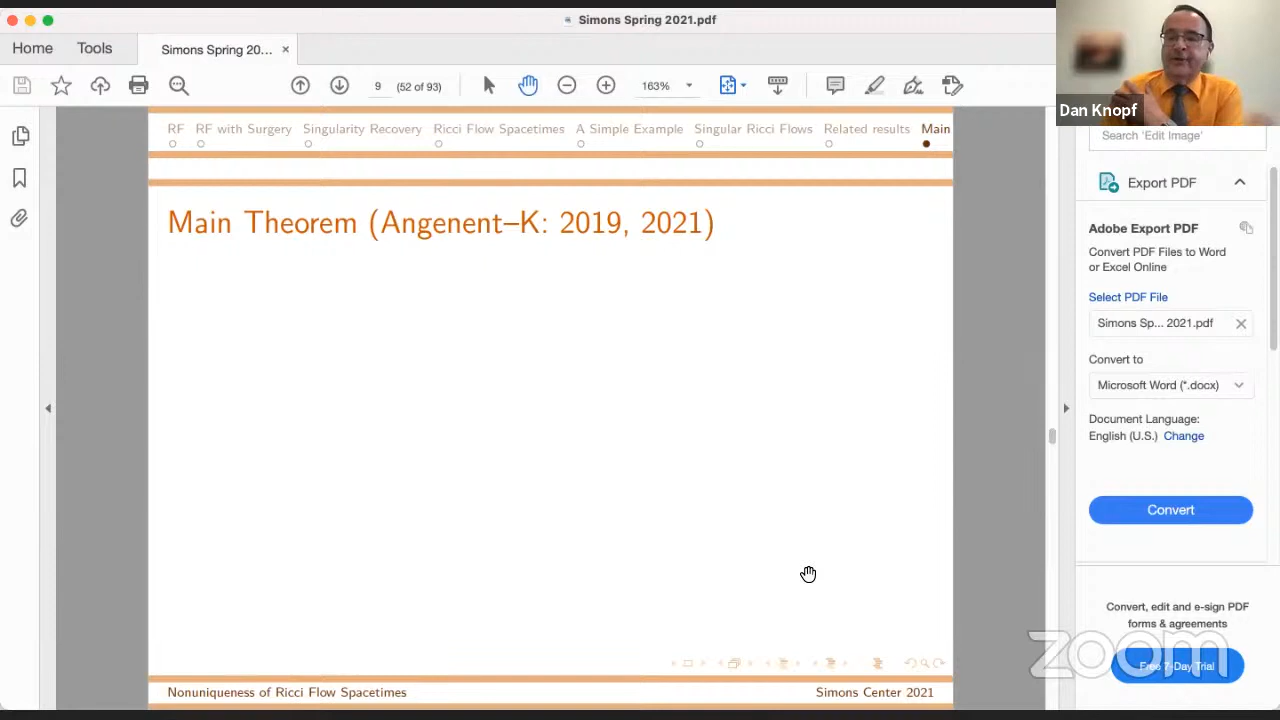 Simons Spring 2021.pdf
Home Tools Simons Spring 20... ×
9 (52 of 93) 163%
Dan Knopf
Search 'Edit Image'
RF RF with Surgery Singularity Recovery Ricci Flow Spacetimes A Simple Example Singular Ricci Flows Related results Main
Main Theorem (Angenent–K: 2019, 2021)
Nonuniqueness of Ricci Flow Spacetimes Simons Center 2021
Export PDF
Adobe Export PDF
Convert PDF Files to Word
or Excel Online
Select PDF File
Simons Sp... 2021.pdf
Convert to
Microsoft Word (*.docx)
Document Language:
English (U.S.) Change
Convert
Convert, edit and e-sign PDF
forms & agreements
Free 7-Day Trial
zoom